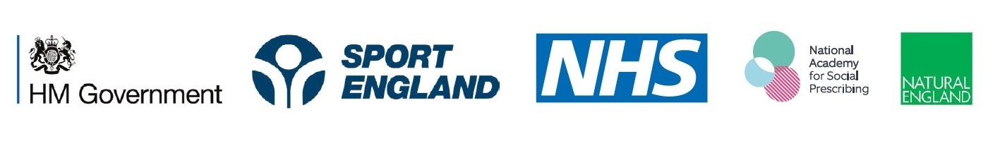 HM Government
SPORT
ENGLAND
NHS
National
Academy
for Social
Prescribing
NATURAL
ENGLAND